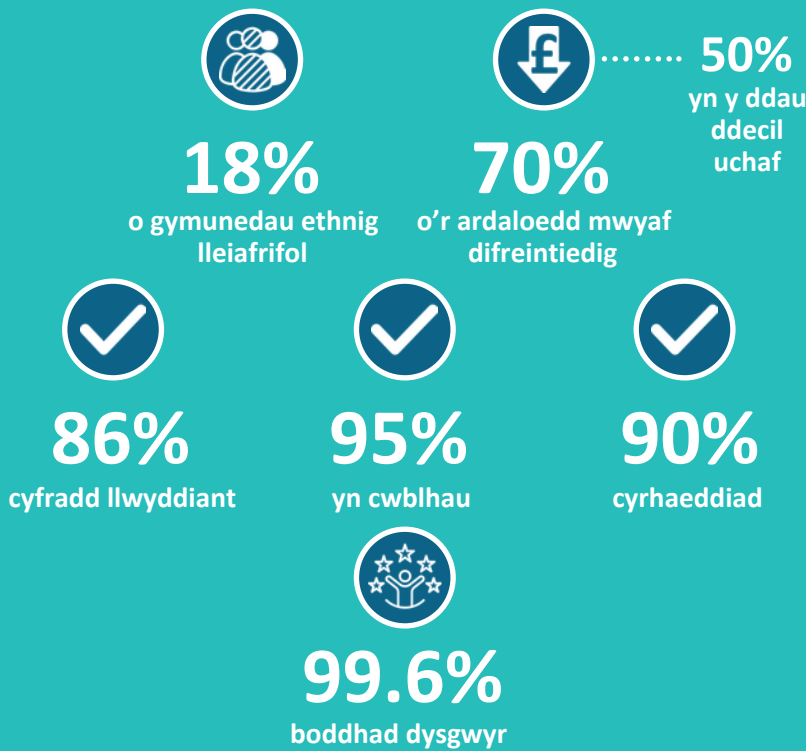 £
50%
yn y ddau
ddecil
uchaf
18%
o gymunedau ethnig
lleiafrifol
70%
o'r ardaloedd mwyaf
difreintiedig
86%
cyfradd llwyddiant
95%
yn cwblhau
90%
cyrhaeddiad
99.6%
boddhad dysgwyr